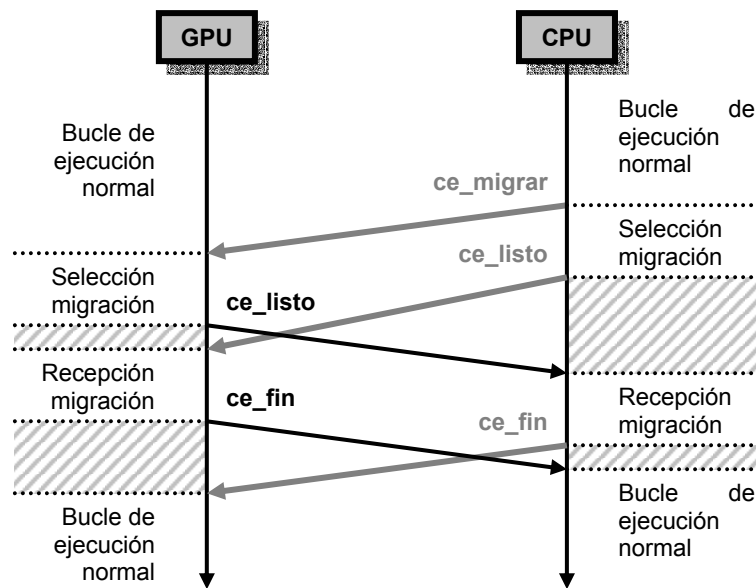 GPU
CPU
Bucle de
ejecución
normal
Bucle de
ejecución
normal
ce_migrar
Selección
migración
ce_listo
Selección
migración
ce_listo
Recepción
migración
ce_fin
Recepción
migración
ce_fin
Bucle de
ejecución
normal
Bucle de
ejecución
normal